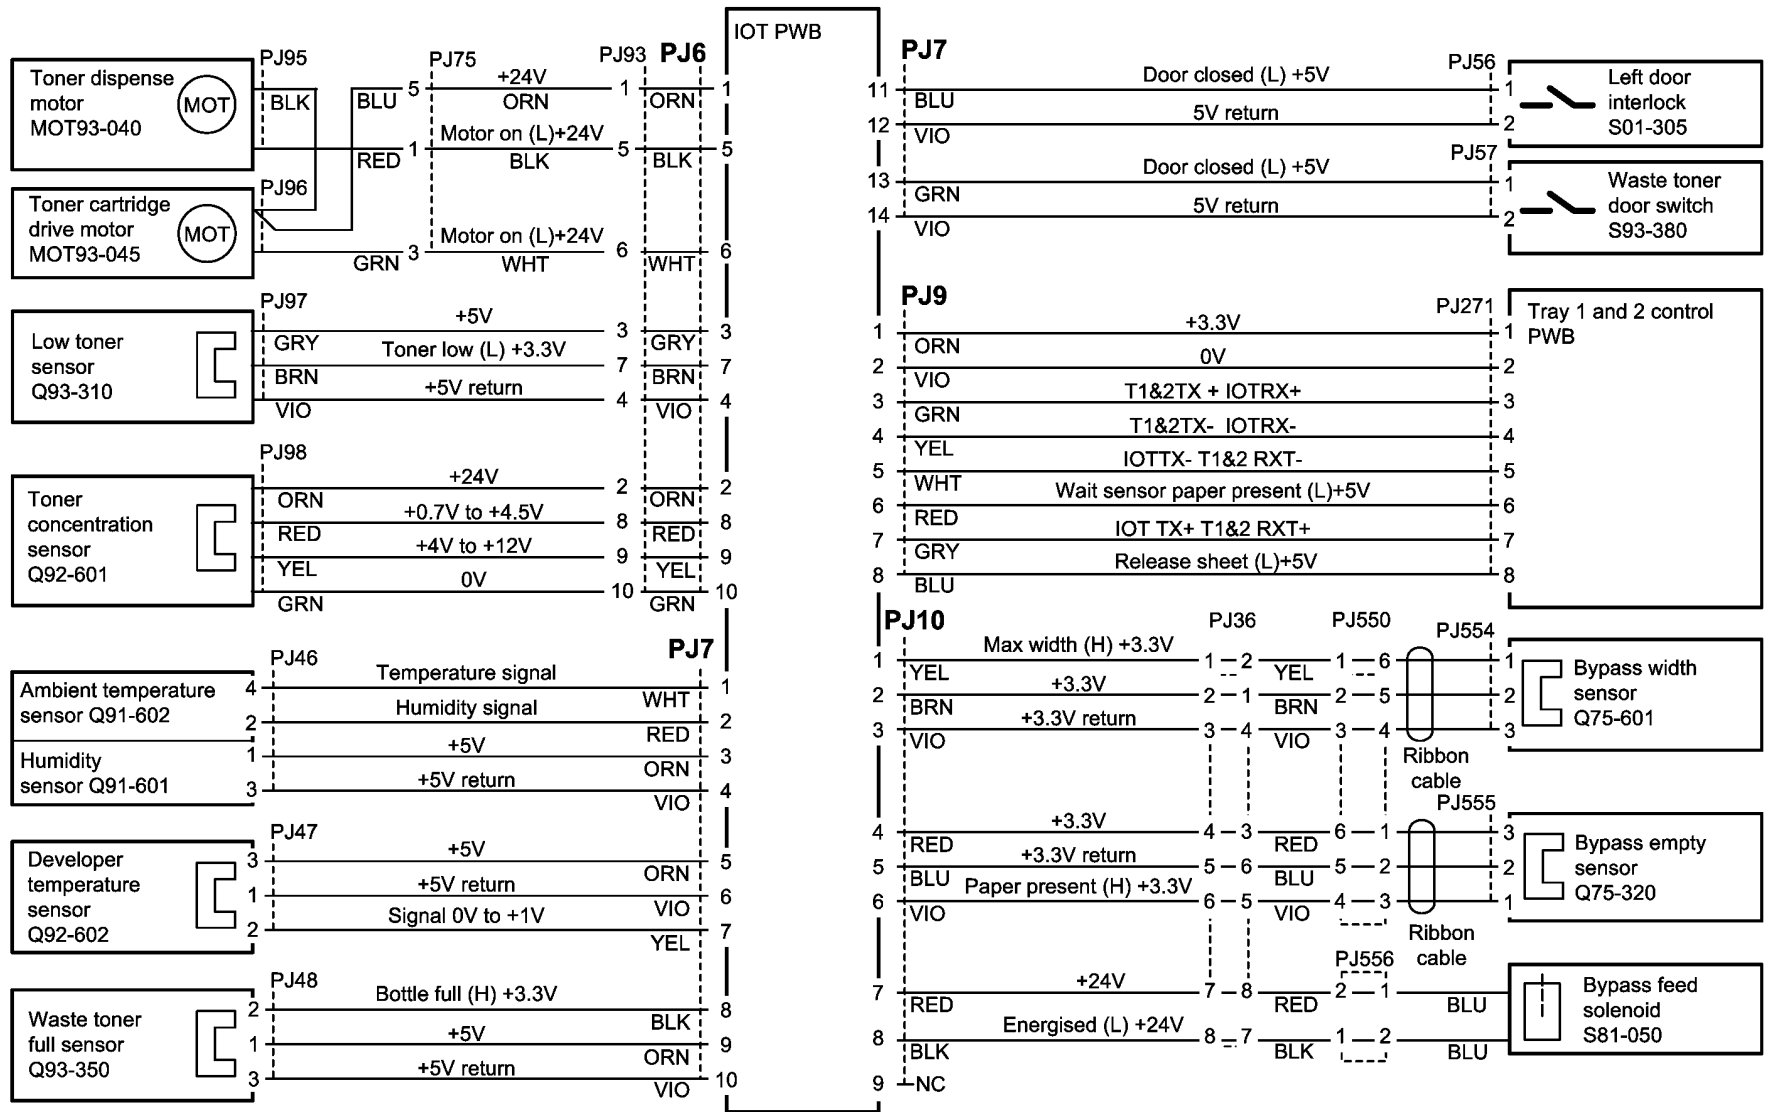 IOT PWB
PJ95
PJ75
PJ93
PJ6
Toner dispense
motor
MOT93-040
MOT
BLK
BLU
5
+24V
ORN
1
ORN
1
RED
1
Motor on (L)+24V
BLK
5
BLK
5
PJ96
Toner cartridge
drive motor
MOT93-045
MOT
GRN
3
Motor on (L)+24V
WHT
6
WHT
6
PJ97
Low toner
sensor
Q93-310
GRY
+5V
3
GRY
3
BRN
Toner low (L) +3.3V
7
BRN
7
VIO
+5V return
4
VIO
4
PJ98
Toner
concentration
sensor
Q92-601
ORN
+24V
2
ORN
2
RED
+0.7V to +4.5V
8
RED
8
YEL
+4V to +12V
9
YEL
9
GRN
0V
10
GRN
10
PJ46
PJ7
Ambient temperature
sensor Q91-602
Humidity
sensor Q91-601
4
Temperature signal
WHT
1
2
Humidity signal
RED
2
1
+5V
ORN
3
3
+5V return
VIO
4
PJ47
Developer
temperature
sensor
Q92-602
3
+5V
ORN
5
1
+5V return
VIO
6
2
Signal 0V to +1V
YEL
7
PJ48
Waste toner
full sensor
Q93-350
2
Bottle full (H) +3.3V
BLK
8
1
+5V
ORN
9
3
+5V return
VIO
10
PJ7
PJ56
11
BLU
Door closed (L) +5V
1
12
VIO
5V return
2
Left door
interlock
S01-305
PJ57
13
GRN
Door closed (L) +5V
1
14
VIO
5V return
2
Waste toner
door switch
S93-380
PJ9
PJ271
Tray 1 and 2 control
PWB
1
ORN
+3.3V
1
2
VIO
0V
2
3
GRN
T1&2TX + IOTRX+
3
4
YEL
T1&2TX- IOTRX-
4
5
WHT
IOTTX- T1&2 RXT-
5
6
RED
Wait sensor paper present (L)+5V
6
7
GRY
IOT TX+ T1&2 RXT+
7
8
BLU
Release sheet (L)+5V
8
PJ10
PJ36
PJ550
PJ554
1
YEL
Max width (H) +3.3V
1
2
YEL
1
6
1
2
BRN
+3.3V
2
1
BRN
2
5
2
3
VIO
+3.3V return
3
4
VIO
3
4
3
Ribbon
cable
Bypass width
sensor
Q75-601
PJ555
4
RED
+3.3V
4
3
RED
6
1
3
5
BLU
+3.3V return
5
6
BLU
5
2
2
6
VIO
Paper present (H) +3.3V
6
5
VIO
4
3
1
Ribbon
cable
Bypass empty
sensor
Q75-320
PJ556
7
RED
+24V
7
8
RED
2
1
BLU
8
BLK
Energised (L) +24V
8
7
BLK
1
2
BLU
Bypass feed
solenoid
S81-050
9
NC